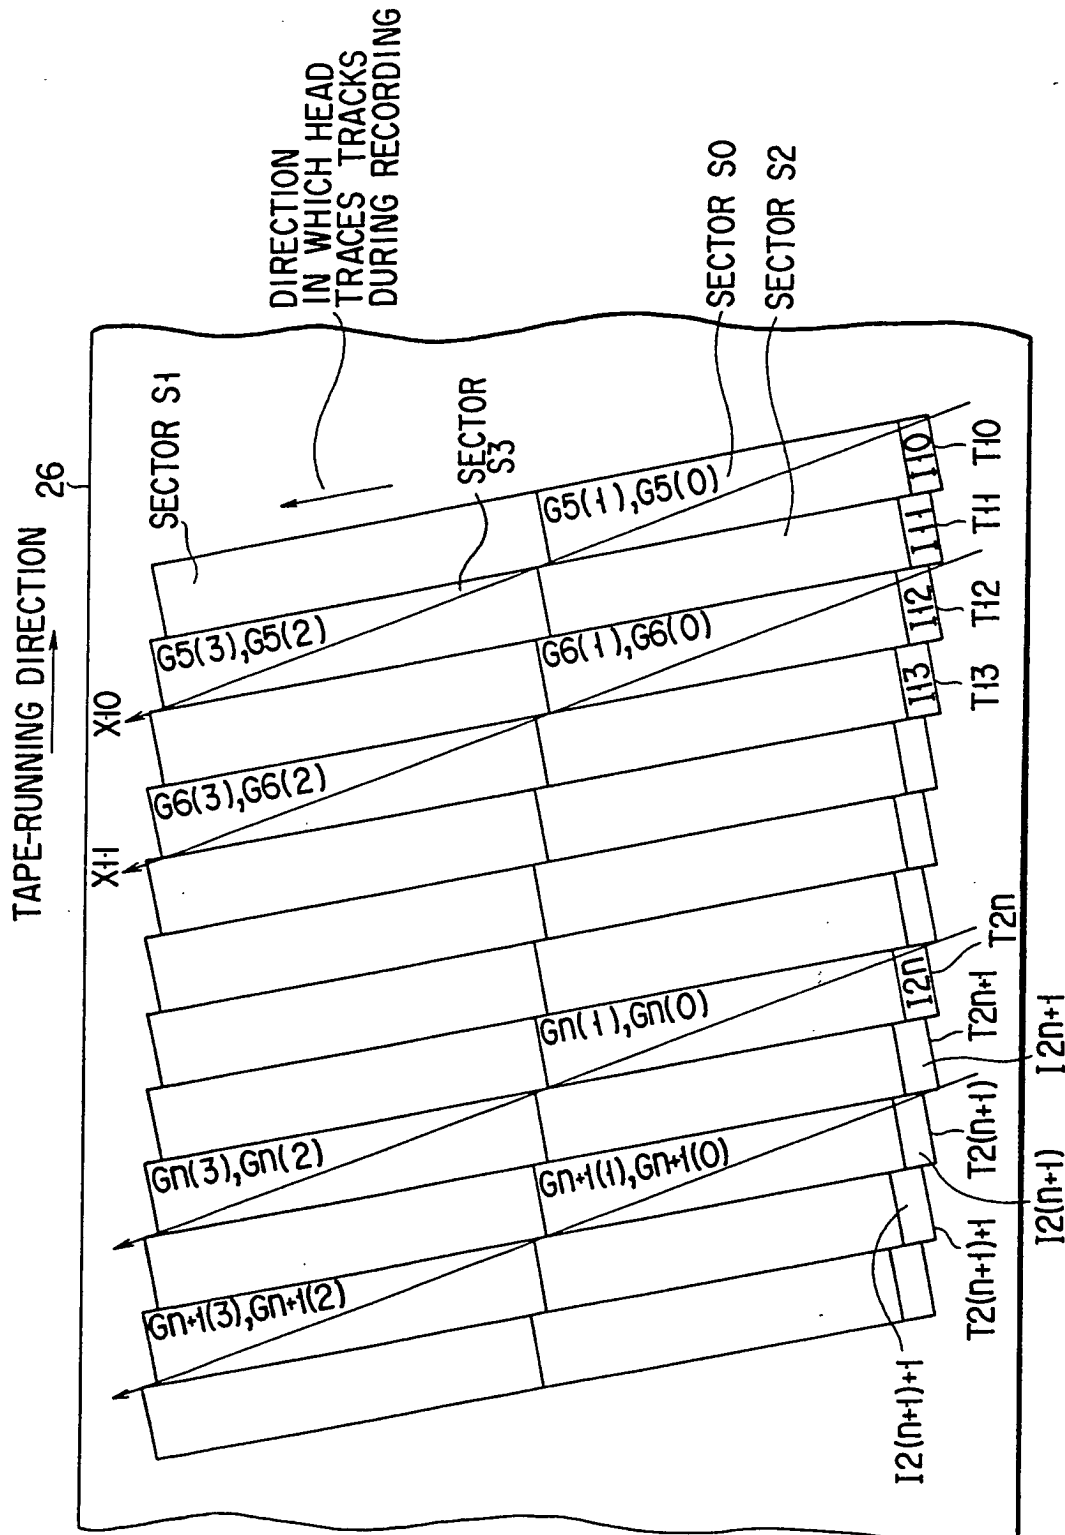 TAPE-RUNNING DIRECTION
26
DIRECTION
IN WHICH HEAD
TRACES TRACKS
DURING RECORDING
SECTOR S1
SECTOR
S3
SECTOR S0
SECTOR S2
X10
X11
G5(3),G5(2)
G5(1),G5(0)
G6(3),G6(2)
G6(1),G6(0)
Gn(3),Gn(2)
Gn(1),Gn(0)
Gn+1(3),Gn+1(2)
Gn+1(1),Gn+1(0)
I10
I11
I12
I13
I2n
T10
T11
T12
T13
T2n
T2n+1
I2n+1
T2(n+1)
I2(n+1)
T2(n+1)+1
I2(n+1)+1